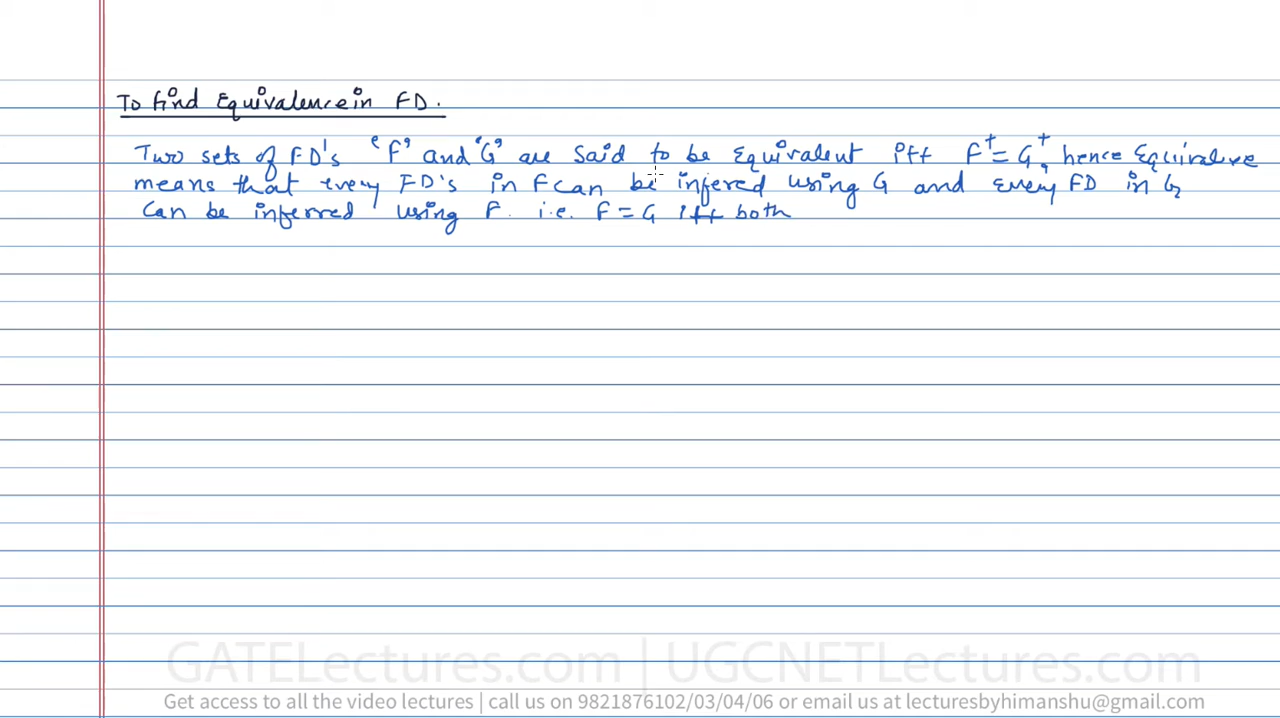 To find Equivalence in FD.
Two sets of FD's 'F' and 'G' are said to be Equivalent iff F⁺ = G⁺, hence Equivalence
means that every FD's in F can be infered using G and every FD in G
can be inferred using F. i.e. F = G iff both
GATELectures.com | UGCNETLectures.com
Get access to all the video lectures | call us on 9821876102/03/04/06 or email us at lecturesbyhimanshu@gmail.com